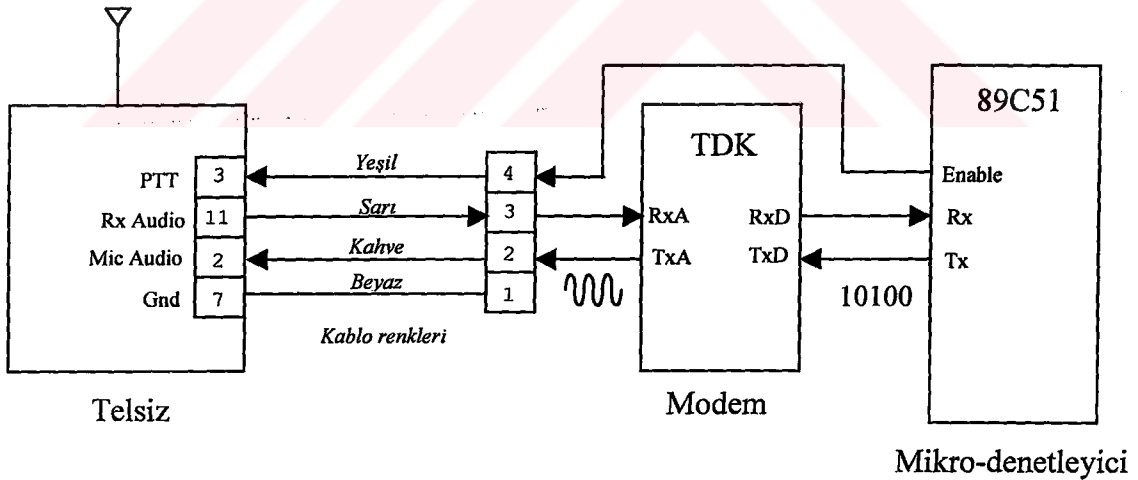 89C51
TDK
PTT 3 Yeşil 4 Enable
Rx Audio 11 Sarı 3 RxA RxD Rx
Mic Audio 2 Kahve 2 TxA TxD Tx
Gnd 7 Beyaz 1 10100
Kablo renkleri
Telsiz
Modem
Mikro-denetleyici